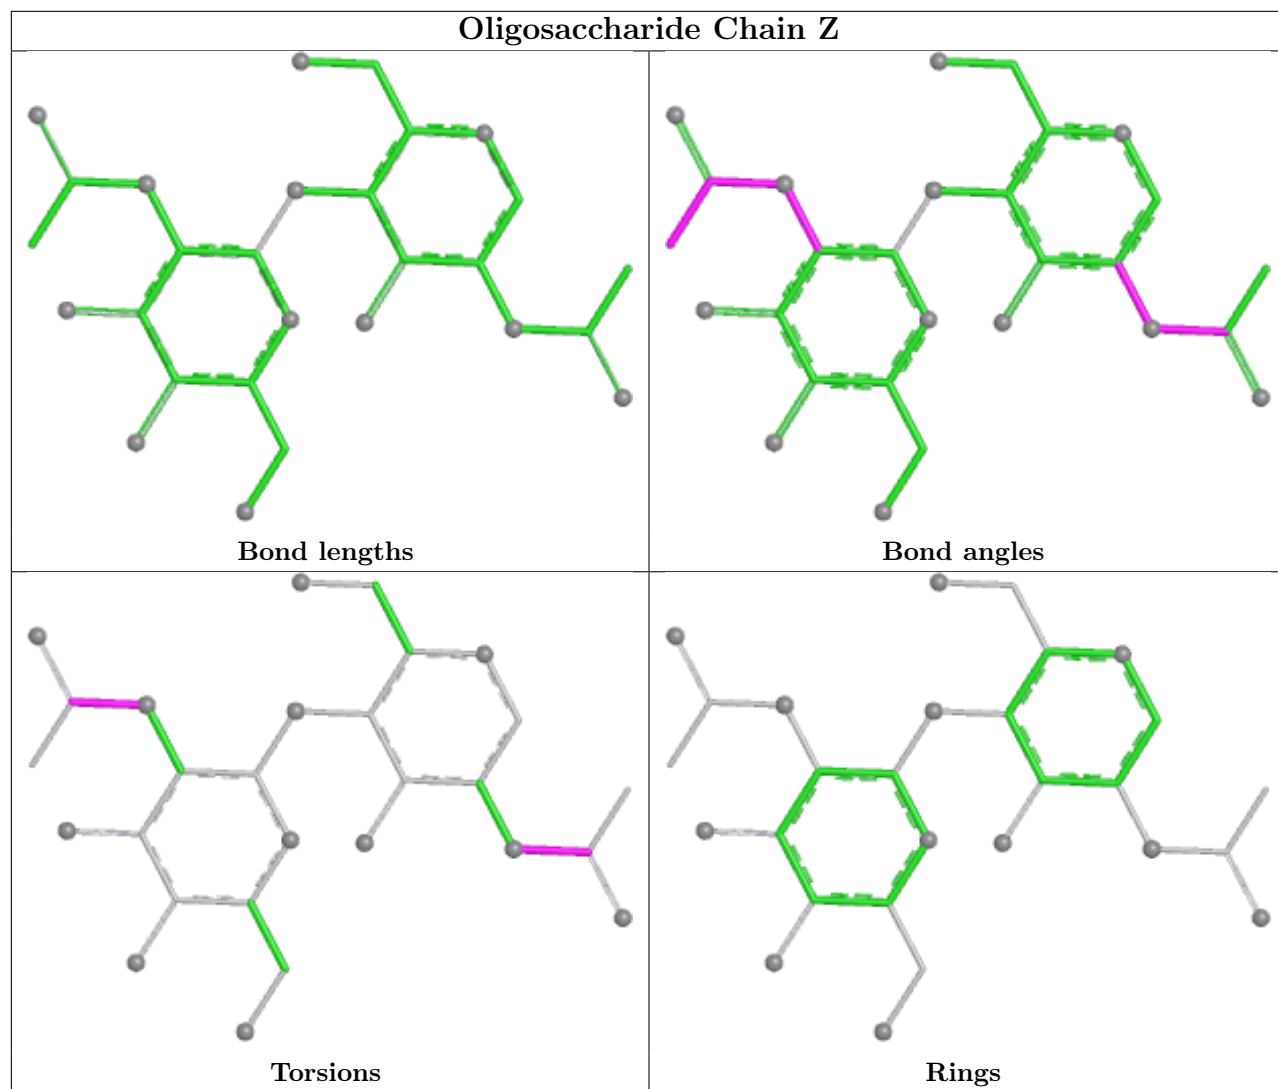 Oligosaccharide Chain Z
Bond lengths
Bond angles
Torsions
Rings